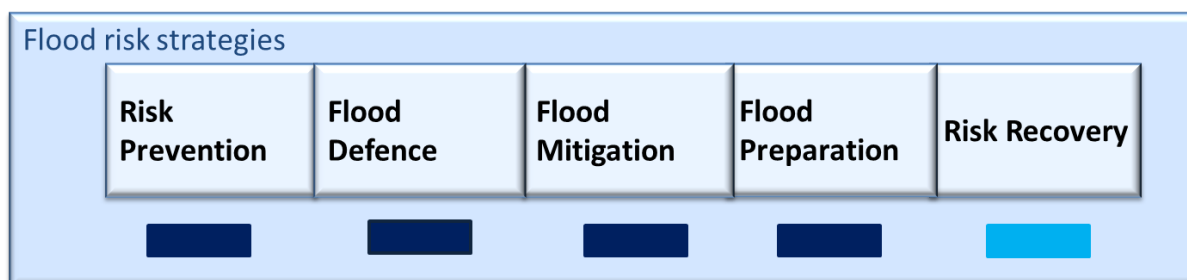 Flood risk strategies
Risk
Prevention
Flood
Defence
Flood
Mitigation
Flood
Preparation
Risk Recovery